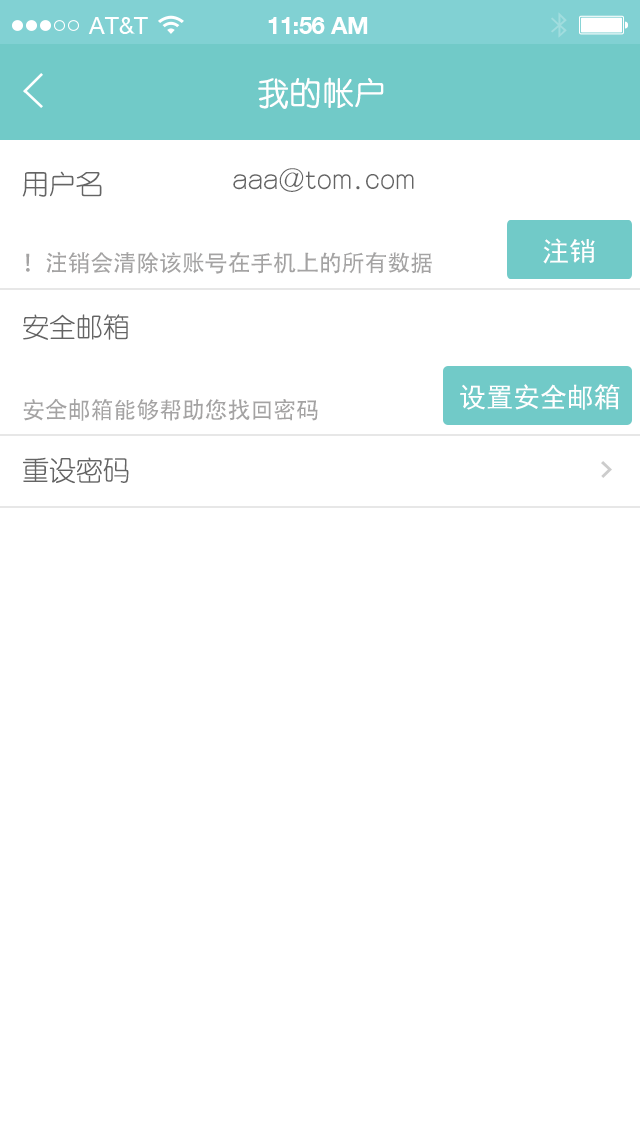 AT&T 11:56 AM
我的帐户
用户名 aaa@tom.com
！注销会清除该账号在手机上的所有数据 注销
安全邮箱
安全邮箱能够帮助您找回密码 设置安全邮箱
重设密码